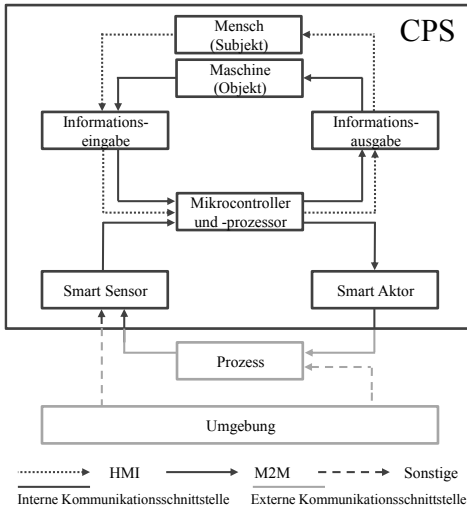 CPS
Mensch
(Subjekt)
Maschine
(Objekt)
Informations-
eingabe
Informations-
ausgabe
Mikrocontroller
und -prozessor
Smart Sensor
Smart Aktor
Prozess
Umgebung
HMI
M2M
Sonstige
Interne Kommunikationsschnittstelle
Externe Kommunikationsschnittstelle